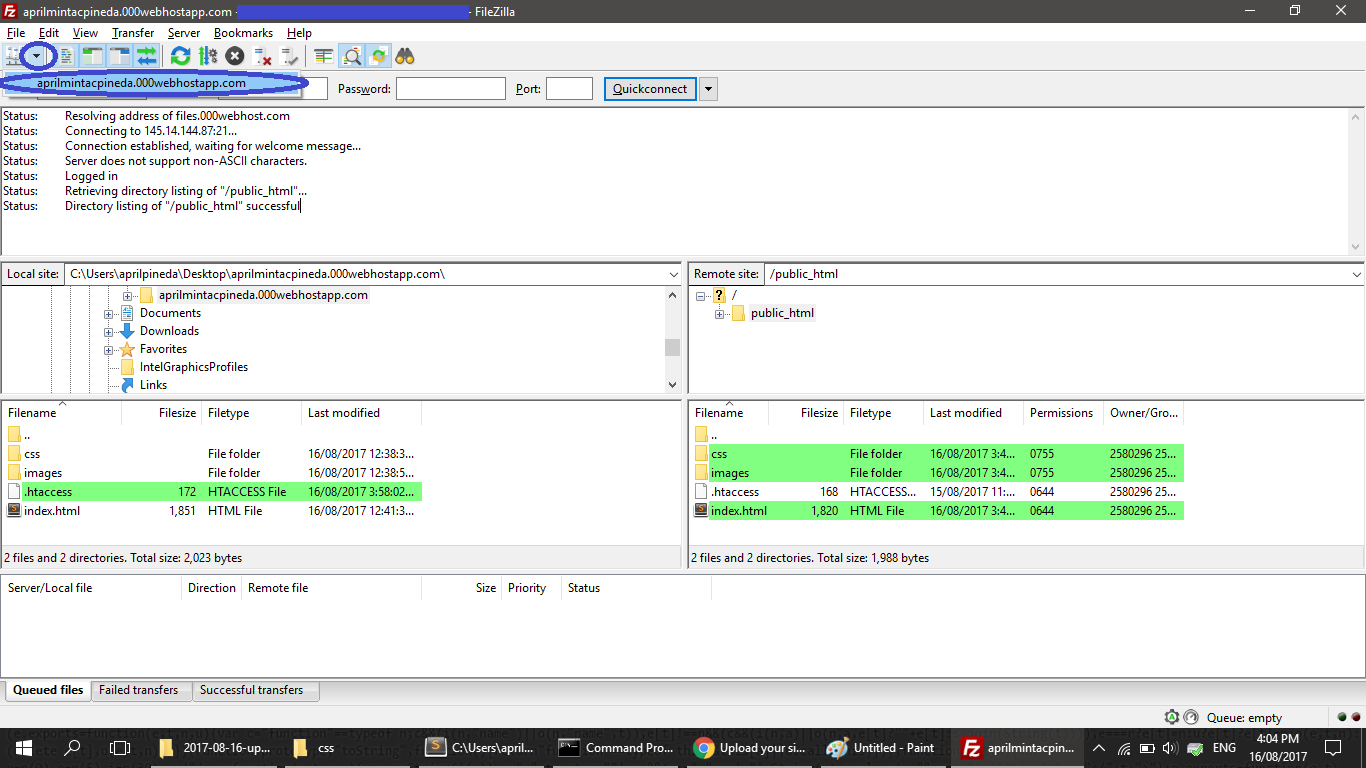 aprilmintacpineda.000webhostapp.com - - FileZilla
File Edit View Transfer Server Bookmarks Help
aprilmintacpineda.000webhostapp.com
Password: Port: Quickconnect
Status: Resolving address of files.000webhost.com
Status: Connecting to 145.14.144.87:21...
Status: Connection established, waiting for welcome message...
Status: Server does not support non-ASCII characters.
Status: Logged in
Status: Retrieving directory listing of "/public_html"...
Status: Directory listing of "/public_html" successful
Local site: C:\Users\aprilpineda\Desktop\aprilmintacpineda.000webhostapp.com\
aprilmintacpineda.000webhostapp.com
Documents
Downloads
Favorites
IntelGraphicsProfiles
Links
Remote site: /public_html
? /
public_html
Filename Filesize Filetype Last modified
..
css File folder 16/08/2017 12:38:3...
images File folder 16/08/2017 12:38:5...
.htaccess 172 HTACCESS File 16/08/2017 3:58:02...
index.html 1,851 HTML File 16/08/2017 12:41:3...
2 files and 2 directories. Total size: 2,023 bytes
Filename Filesize Filetype Last modified Permissions Owner/Gro...
..
css File folder 16/08/2017 3:4... 0755 2580296 25...
images File folder 16/08/2017 3:4... 0755 2580296 25...
.htaccess 168 HTACCESS... 15/08/2017 11:... 0644 2580296 25...
index.html 1,820 HTML File 16/08/2017 3:4... 0644 2580296 25...
2 files and 2 directories. Total size: 1,988 bytes
Server/Local file Direction Remote file Size Priority Status
Queued files Failed transfers Successful transfers
Queue: empty
2017-08-16-up... css C:\Users\april... Command Pro... Upload your si... Untitled - Paint aprilmintacpin... ENG 4:04 PM
16/08/2017